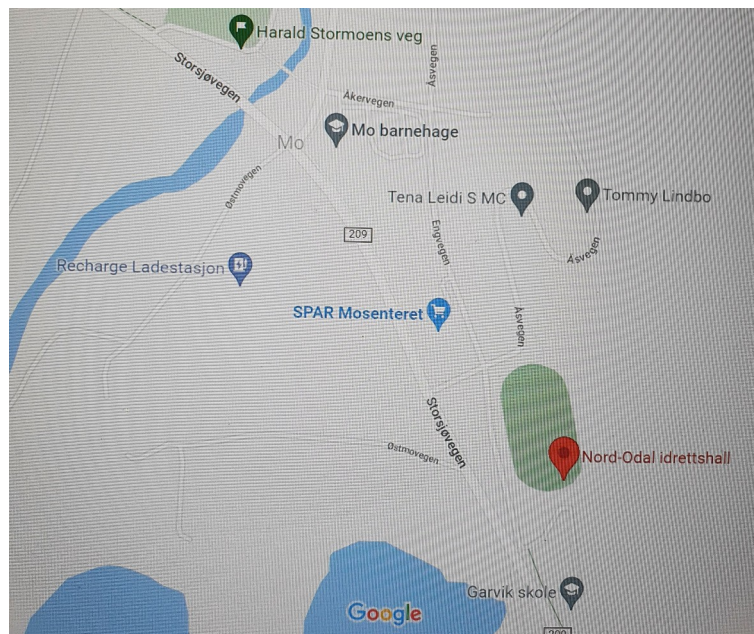 Harald Stormoens veg
Storsjøvegen
Åsvegen
Åkervegen
Mo barnehage
Mo
Østmovegen
Tena Leidi S MC
Tommy Lindbo
209
Engvegen
Åsvegen
Recharge Ladestasjon
SPAR Mosenteret
Åsvegen
Storsjøvegen
Østmovegen
Nord-Odal idrettshall
Garvik skole
Google